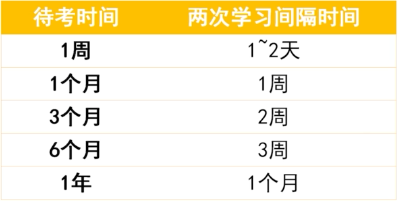 待考时间 两次学习间隔时间
1周 1~2天
1个月 1周
3个月 2周
6个月 3周
1年 1个月